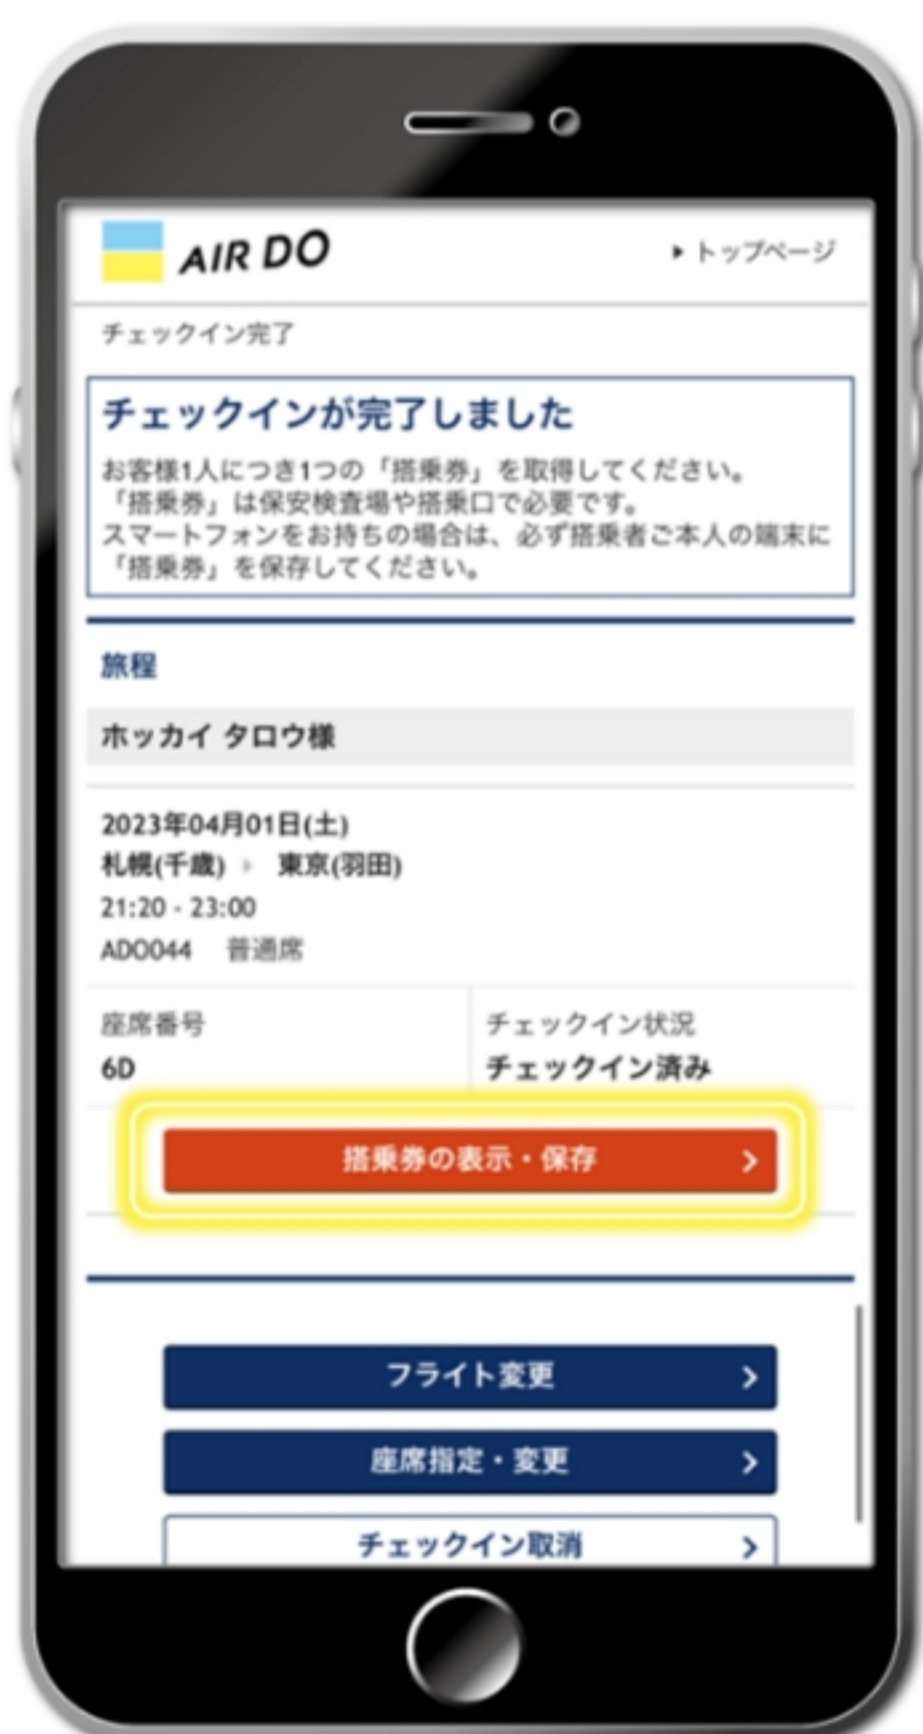 AIR DO
トップページ
チェックイン完了
チェックインが完了しました
お客様1人につき1つの「搭乗券」を取得してください。
「搭乗券」は保安検査場や搭乗口で必要です。
スマートフォンをお持ちの場合は、必ず搭乗者ご本人の端末に
「搭乗券」を保存してください。
旅程
ホッカイ タロウ様
2023年04月01日(土)
札幌(千歳) 東京(羽田)
21:20 - 23:00
ADO044 普通席
座席番号 チェックイン状況
6D チェックイン済み
搭乗券の表示・保存
フライト変更
座席指定・変更
チェックイン取消